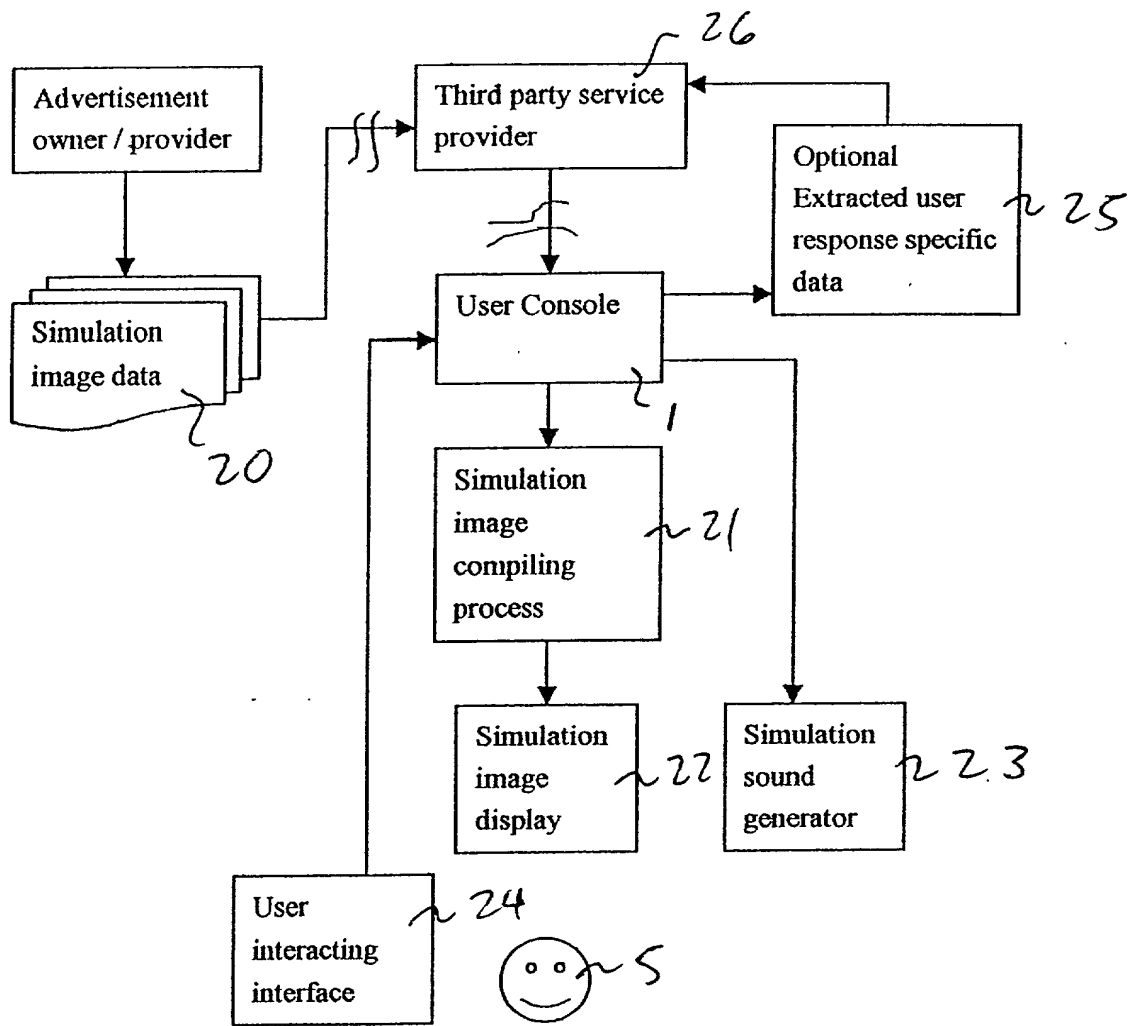 26
Advertisement
owner / provider
Third party service
provider
Optional
Extracted user
response specific
data
25
Simulation
image data
20
User Console
1
Simulation
image
compiling
process
21
Simulation
image
display
22
Simulation
sound
generator
23
User
interacting
interface
24
5